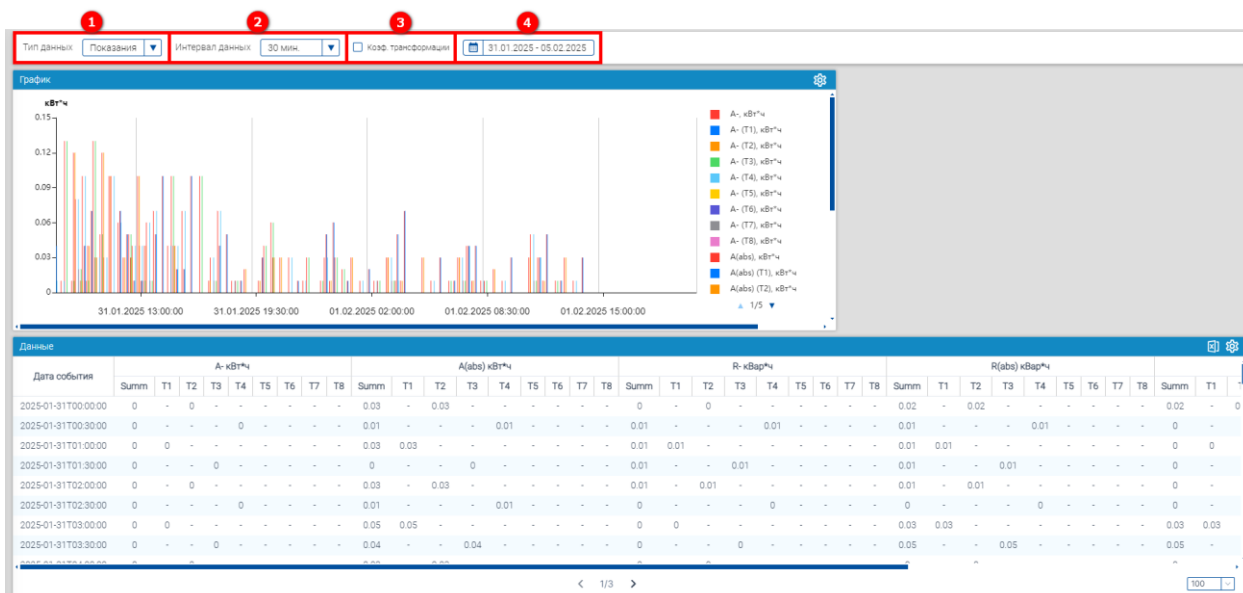 1 2 3 4
Тип данных Показания Интервал данных 30 мин. Коэф. трансформации 31.01.2025 - 05.02.2025
График
кВт*ч
0.15
0.12
0.09
0.06
0.03
0
31.01.2025 13:00:00 31.01.2025 19:30:00 01.02.2025 02:00:00 01.02.2025 08:30:00 01.02.2025 15:00:00
A-, кВт*ч
A- (T1), кВт*ч
A- (T2), кВт*ч
A- (T3), кВт*ч
A- (T4), кВт*ч
A- (T5), кВт*ч
A- (T6), кВт*ч
A- (T7), кВт*ч
A- (T8), кВт*ч
A(abs), кВт*ч
A(abs) (T1), кВт*ч
A(abs) (T2), кВт*ч
1/5
Данные
Дата события A- кВт*ч A(abs) кВт*ч R- кВар*ч R(abs) кВар*ч
Summ T1 T2 T3 T4 T5 T6 T7 T8 Summ T1 T2 T3 T4 T5 T6 T7 T8 Summ T1 T2 T3 T4 T5 T6 T7 T8 Summ T1 T2 T3 T4 T5 T6 T7 T8 Summ T1
2025-01-31T00:00:00 0 - 0 - - - - - - 0.03 - 0.03 - - - - - - 0 - 0 - - - - - - 0.02 - 0.02 - - - - - - 0.02 - 0
2025-01-31T00:30:00 0 - - - 0 - - - - 0.01 - - - 0.01 - - - - 0.01 - - - 0.01 - - - - 0.01 - - - 0.01 - - - - 0 -
2025-01-31T01:00:00 0 0 - - - - - - - 0.03 0.03 - - - - - - - 0.01 0.01 - - - - - - - 0.01 0.01 - - - - - - - 0 0
2025-01-31T01:30:00 0 - - 0 - - - - - 0 - - 0 - - - - - 0.01 - - 0.01 - - - - - 0.01 - - 0.01 - - - - - 0 -
2025-01-31T02:00:00 0 - 0 - - - - - - 0.03 - 0.03 - - - - - - 0.01 - 0.01 - - - - - - 0.01 - 0.01 - - - - - - 0 -
2025-01-31T02:30:00 0 - - - 0 - - - - 0.01 - - - 0.01 - - - - 0 - - - 0 - - - - 0 - - - 0 - - - - 0 -
2025-01-31T03:00:00 0 0 - - - - - - - 0.05 0.05 - - - - - - - 0 0 - - - - - - - 0.03 0.03 - - - - - - - 0.03 0.03
2025-01-31T03:30:00 0 - - 0 - - - - - 0.04 - - 0.04 - - - - - 0 - - 0 - - - - - 0.05 - - 0.05 - - - - - 0.05 -
1/3
100